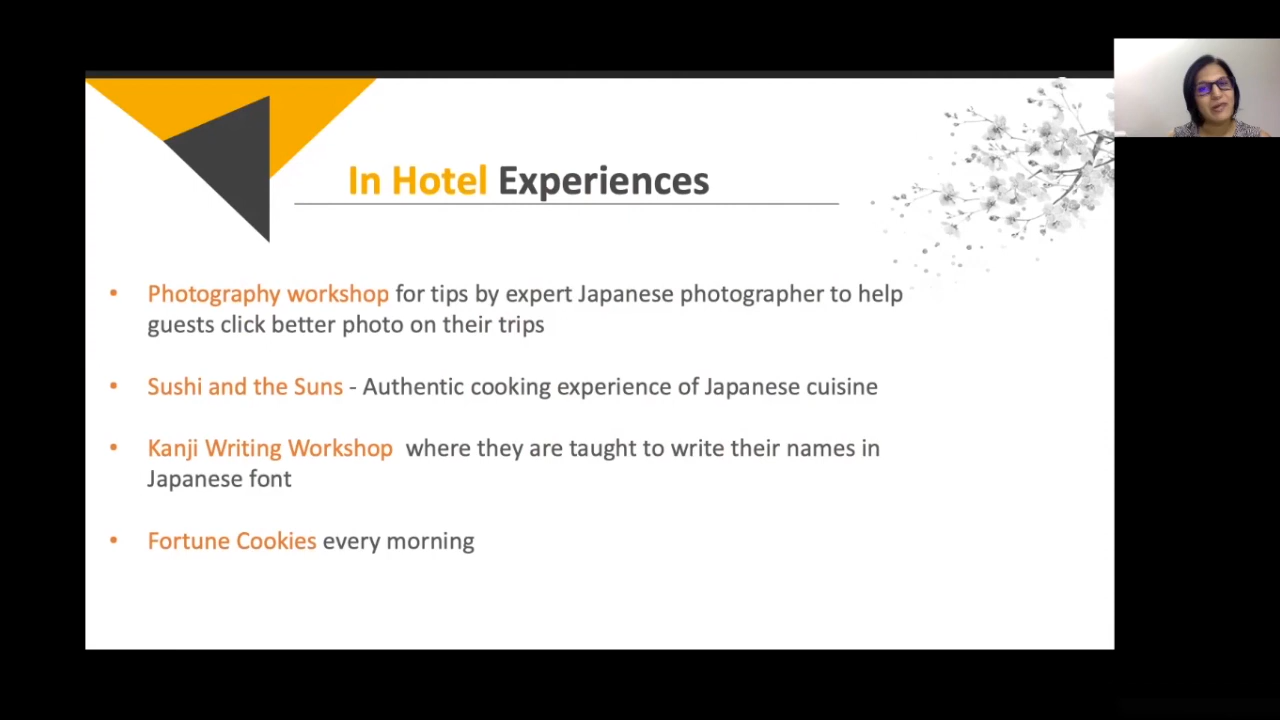 In Hotel Experiences
• Photography workshop for tips by expert Japanese photographer to help
guests click better photo on their trips
• Sushi and the Suns - Authentic cooking experience of Japanese cuisine
• Kanji Writing Workshop where they are taught to write their names in
Japanese font
• Fortune Cookies every morning